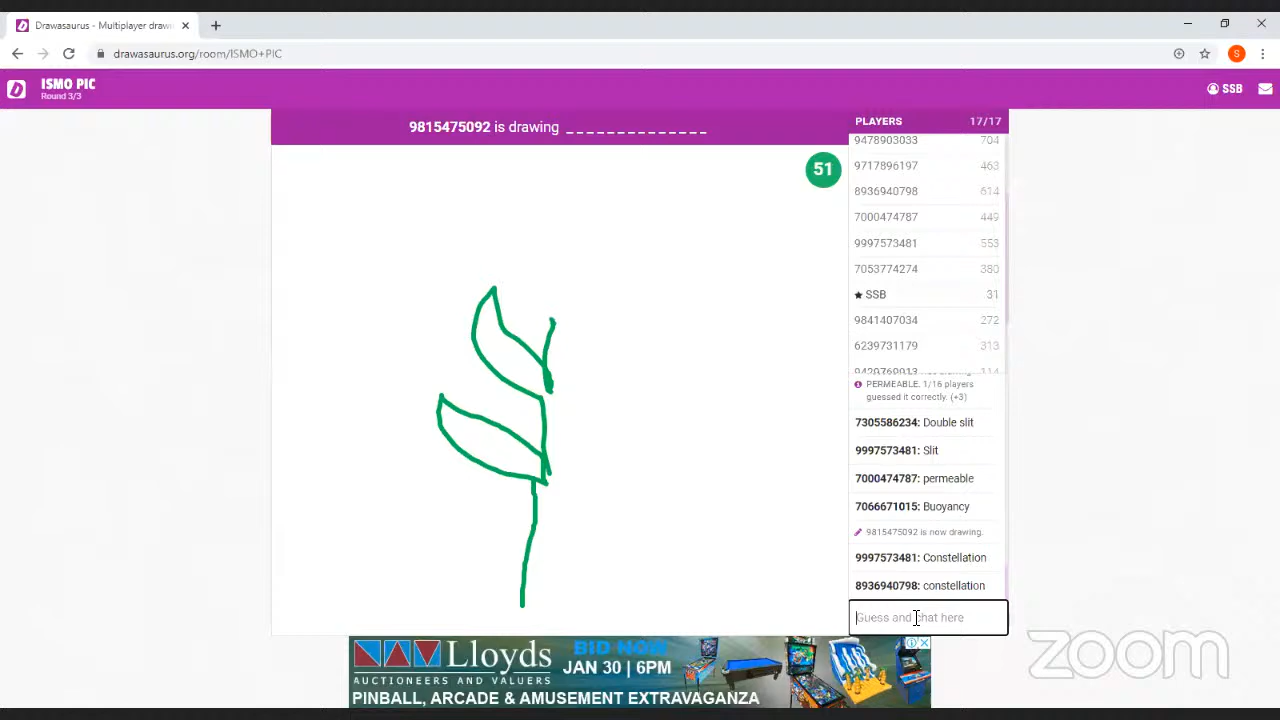 Drawasaurus - Multiplayer draw
drawasaurus.org/room/ISMO+PIC
S
ISMO PIC
Round 3/3
SSB
9815475092 is drawing _ _ _ _ _ _ _ _ _ _ _ _ _ _
51
PLAYERS 17/17
9478903033 704
9717896197 463
8936940798 614
7000474787 449
9997573481 553
7053774274 380
SSB 31
9841407034 272
6239731179 313
PERMEABLE. 1/16 players
guessed it correctly. (+3)
7305586234: Double slit
9997573481: Slit
7000474787: permeable
7066671015: Buoyancy
9815475092 is now drawing.
9997573481: Constellation
8936940798: constellation
Guess and chat here
Lloyds
AUCTIONEERS AND VALUERS
BID NOW
JAN 30 | 6PM
PINBALL, ARCADE & AMUSEMENT EXTRAVAGANZA
zoom